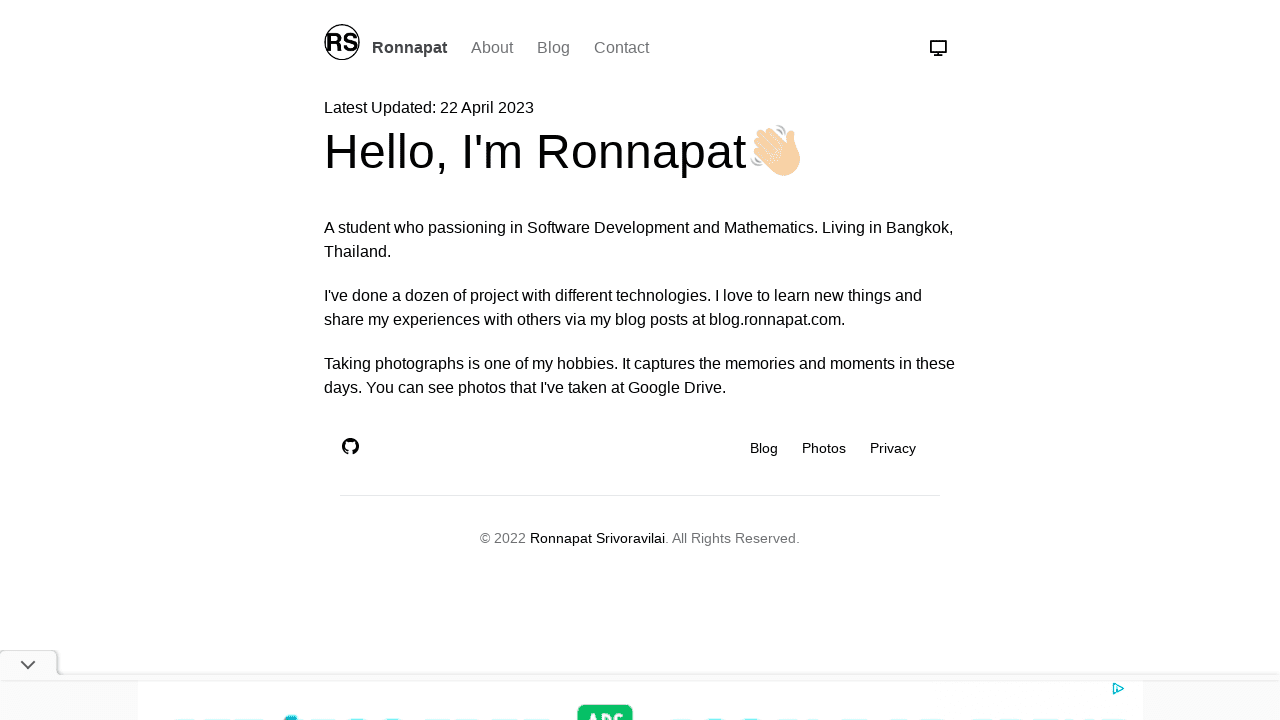 RS
Ronnapat About Blog Contact
Latest Updated: 22 April 2023
Hello, I'm Ronnapat👋🏼
A student who passioning in Software Development and Mathematics. Living in Bangkok,
Thailand.
I've done a dozen of project with different technologies. I love to learn new things and
share my experiences with others via my blog posts at blog.ronnapat.com.
Taking photographs is one of my hobbies. It captures the memories and moments in these
days. You can see photos that I've taken at Google Drive.
Blog Photos Privacy
© 2022 Ronnapat Srivoravilai. All Rights Reserved.